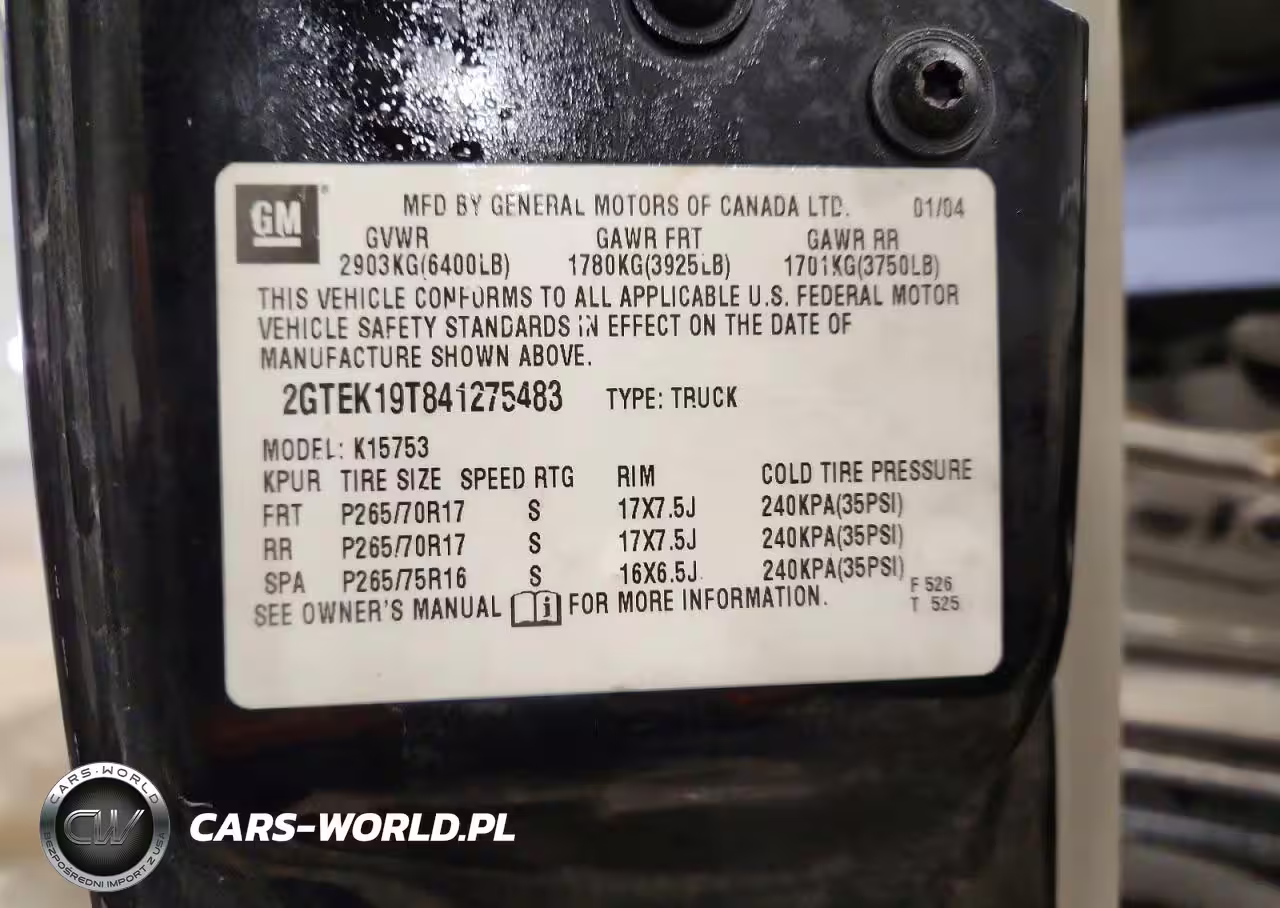 GM ® MFD BY GENERAL MOTORS OF CANADA LTD. 01/04
GVWR GAWR FRT GAWR RR
2903KG(6400LB) 1780KG(3925LB) 1701KG(3750LB)
THIS VEHICLE CONFORMS TO ALL APPLICABLE U.S. FEDERAL MOTOR
VEHICLE SAFETY STANDARDS IN EFFECT ON THE DATE OF
MANUFACTURE SHOWN ABOVE.
2GTEK19T841275483 TYPE: TRUCK
MODEL: K15753
KPUR TIRE SIZE SPEED RTG RIM COLD TIRE PRESSURE
FRT P265/70R17 S 17X7.5J 240KPA(35PSI)
RR P265/70R17 S 17X7.5J 240KPA(35PSI)
SPA P265/75R16 S 16X6.5J 240KPA(35PSI)
SEE OWNER'S MANUAL i FOR MORE INFORMATION.
F 526
T 525
CARS-WORLD
CW
BEZPOŚREDNI IMPORT Z USA
CARS-WORLD.PL